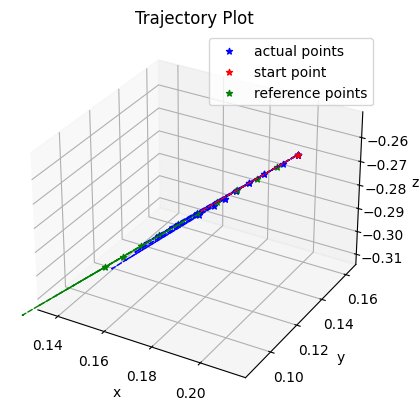 Trajectory Plot
actual points
start point
reference points
−0.26
−0.27
−0.28
−0.29
−0.30
−0.31
z
0.16
0.14
0.12
0.10
y
0.14
0.16
0.18
0.20
x